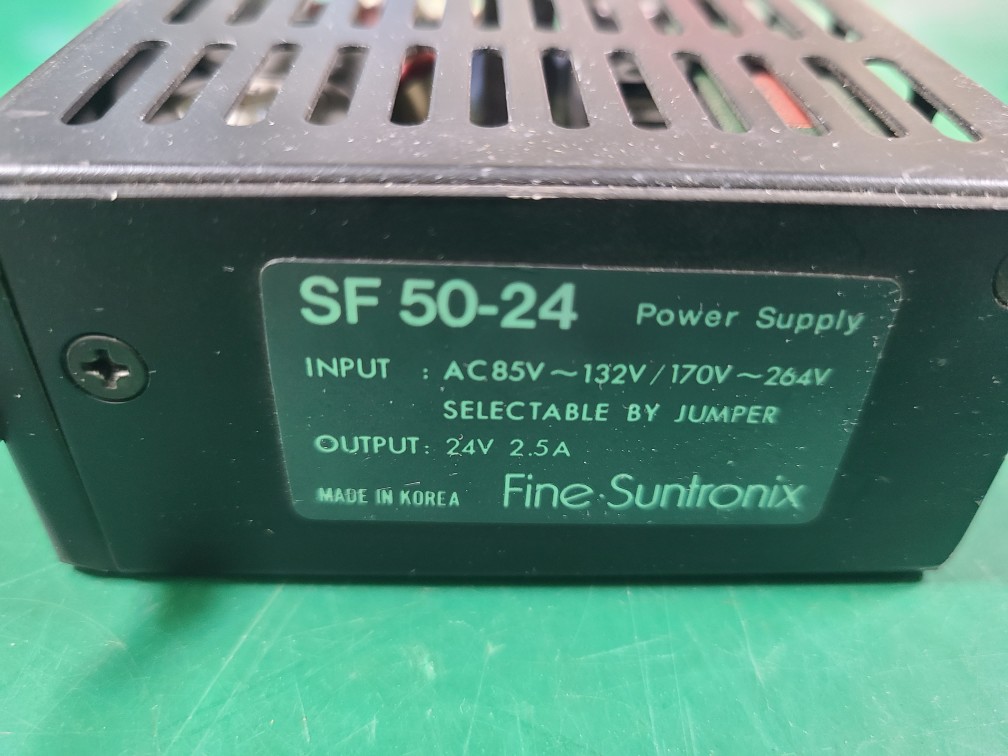 SF 50-24 Power Supply
INPUT : AC85V~132V/170V~264V
SELECTABLE BY JUMPER
OUTPUT: 24V 2.5A
MADE IN KOREA Fine Suntronix